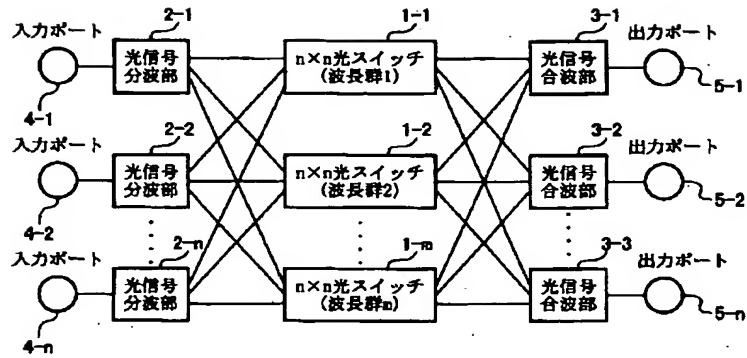 2-1
1-1
3-1
入力ポート
光信号
分波部
n×n光スイッチ
(波長群1)
光信号
合波部
出力ポート
4-1
5-1
2-2
1-2
3-2
入力ポート
光信号
分波部
n×n光スイッチ
(波長群2)
光信号
合波部
出力ポート
4-2
5-2
2-n
1-m
3-3
入力ポート
光信号
分波部
n×n光スイッチ
(波長群m)
光信号
合波部
出力ポート
4-n
5-n